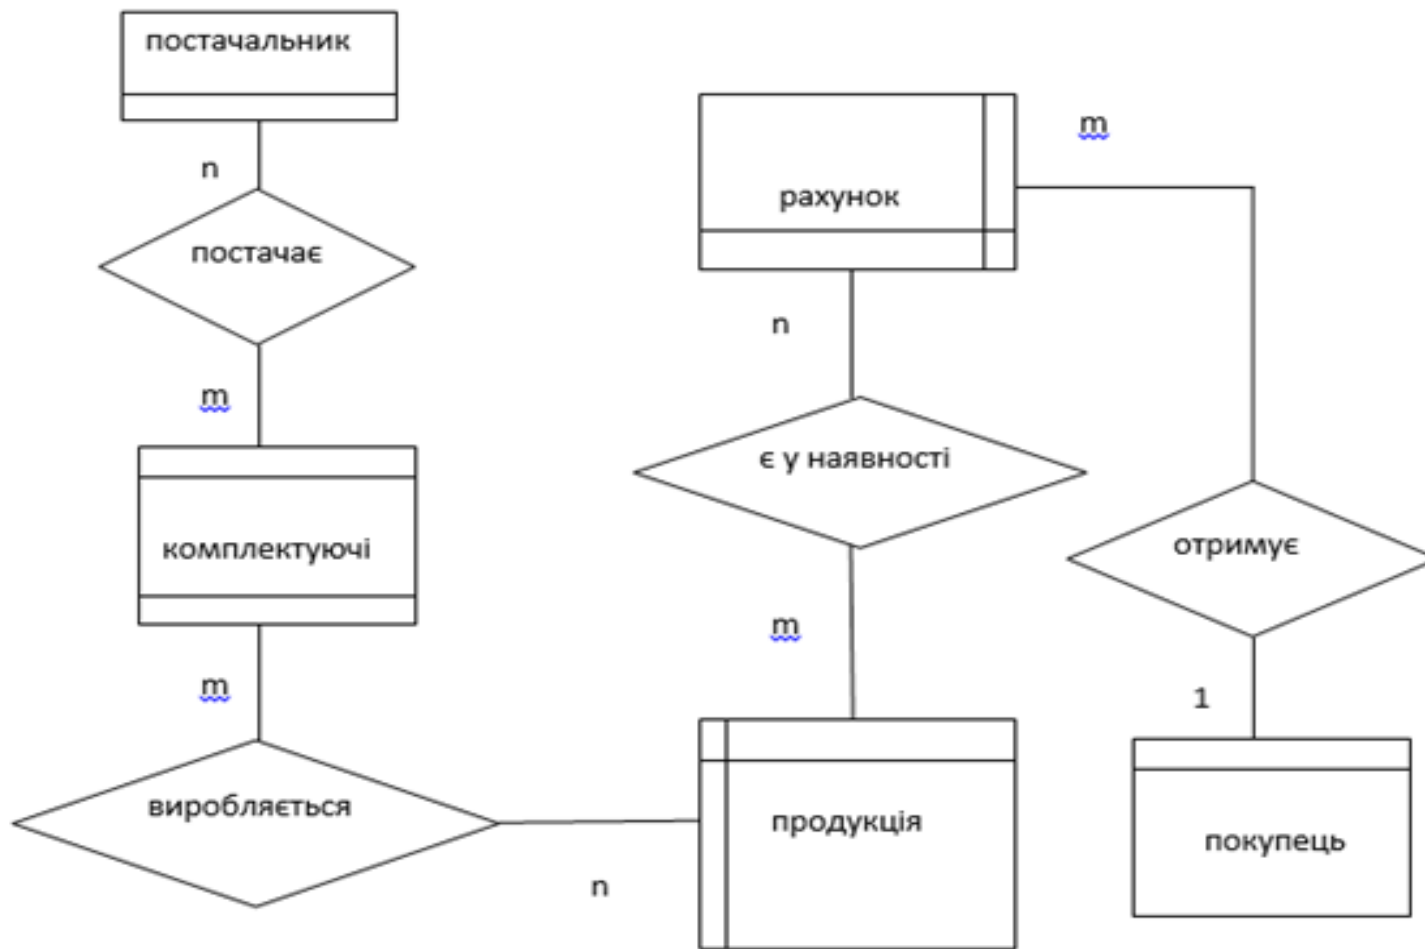 постачальник
n
постачає
m
комплектуючі
m
виробляється
n
рахунок
m
n
є у наявності
m
продукція
отримує
1
покупець